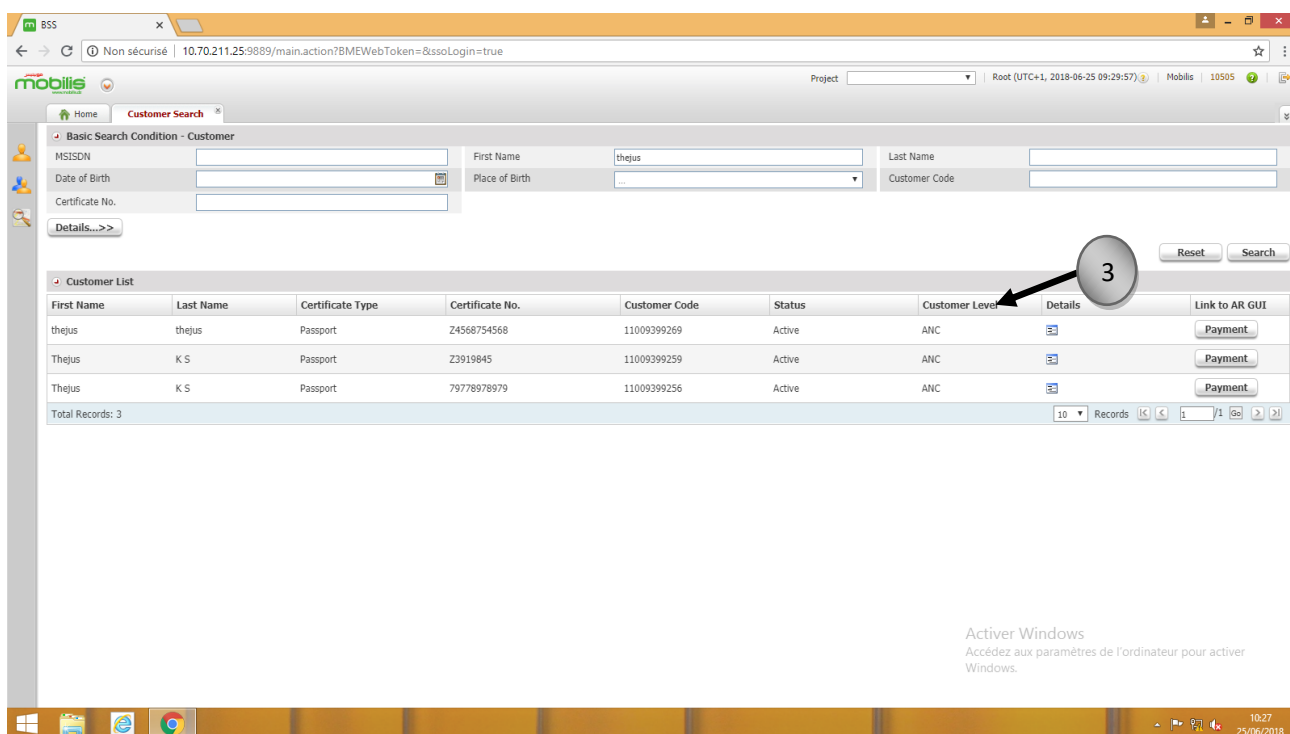 BSS
Non sécurisé 10.70.211.25:9889/main.action?BMEWebToken=&ssoLogin=true
mobilis Project Root (UTC+1, 2018-06-25 09:29:57) Mobilis 10505
Home Customer Search
Basic Search Condition - Customer
MSISDN First Name thejus Last Name
Date of Birth Place of Birth ... Customer Code
Certificate No.
Details...>>
Reset Search
3
Customer List
First Name Last Name Certificate Type Certificate No. Customer Code Status Customer Level Details Link to AR GUI
thejus thejus Passport Z4568754568 11009399269 Active ANC Payment
Thejus K S Passport Z3919845 11009399259 Active ANC Payment
Thejus K S Passport 79778978979 11009399256 Active ANC Payment
Total Records: 3 10 Records 1 /1 Go
Activer Windows
Accédez aux paramètres de l'ordinateur pour activer
Windows.
10:27
25/06/2018